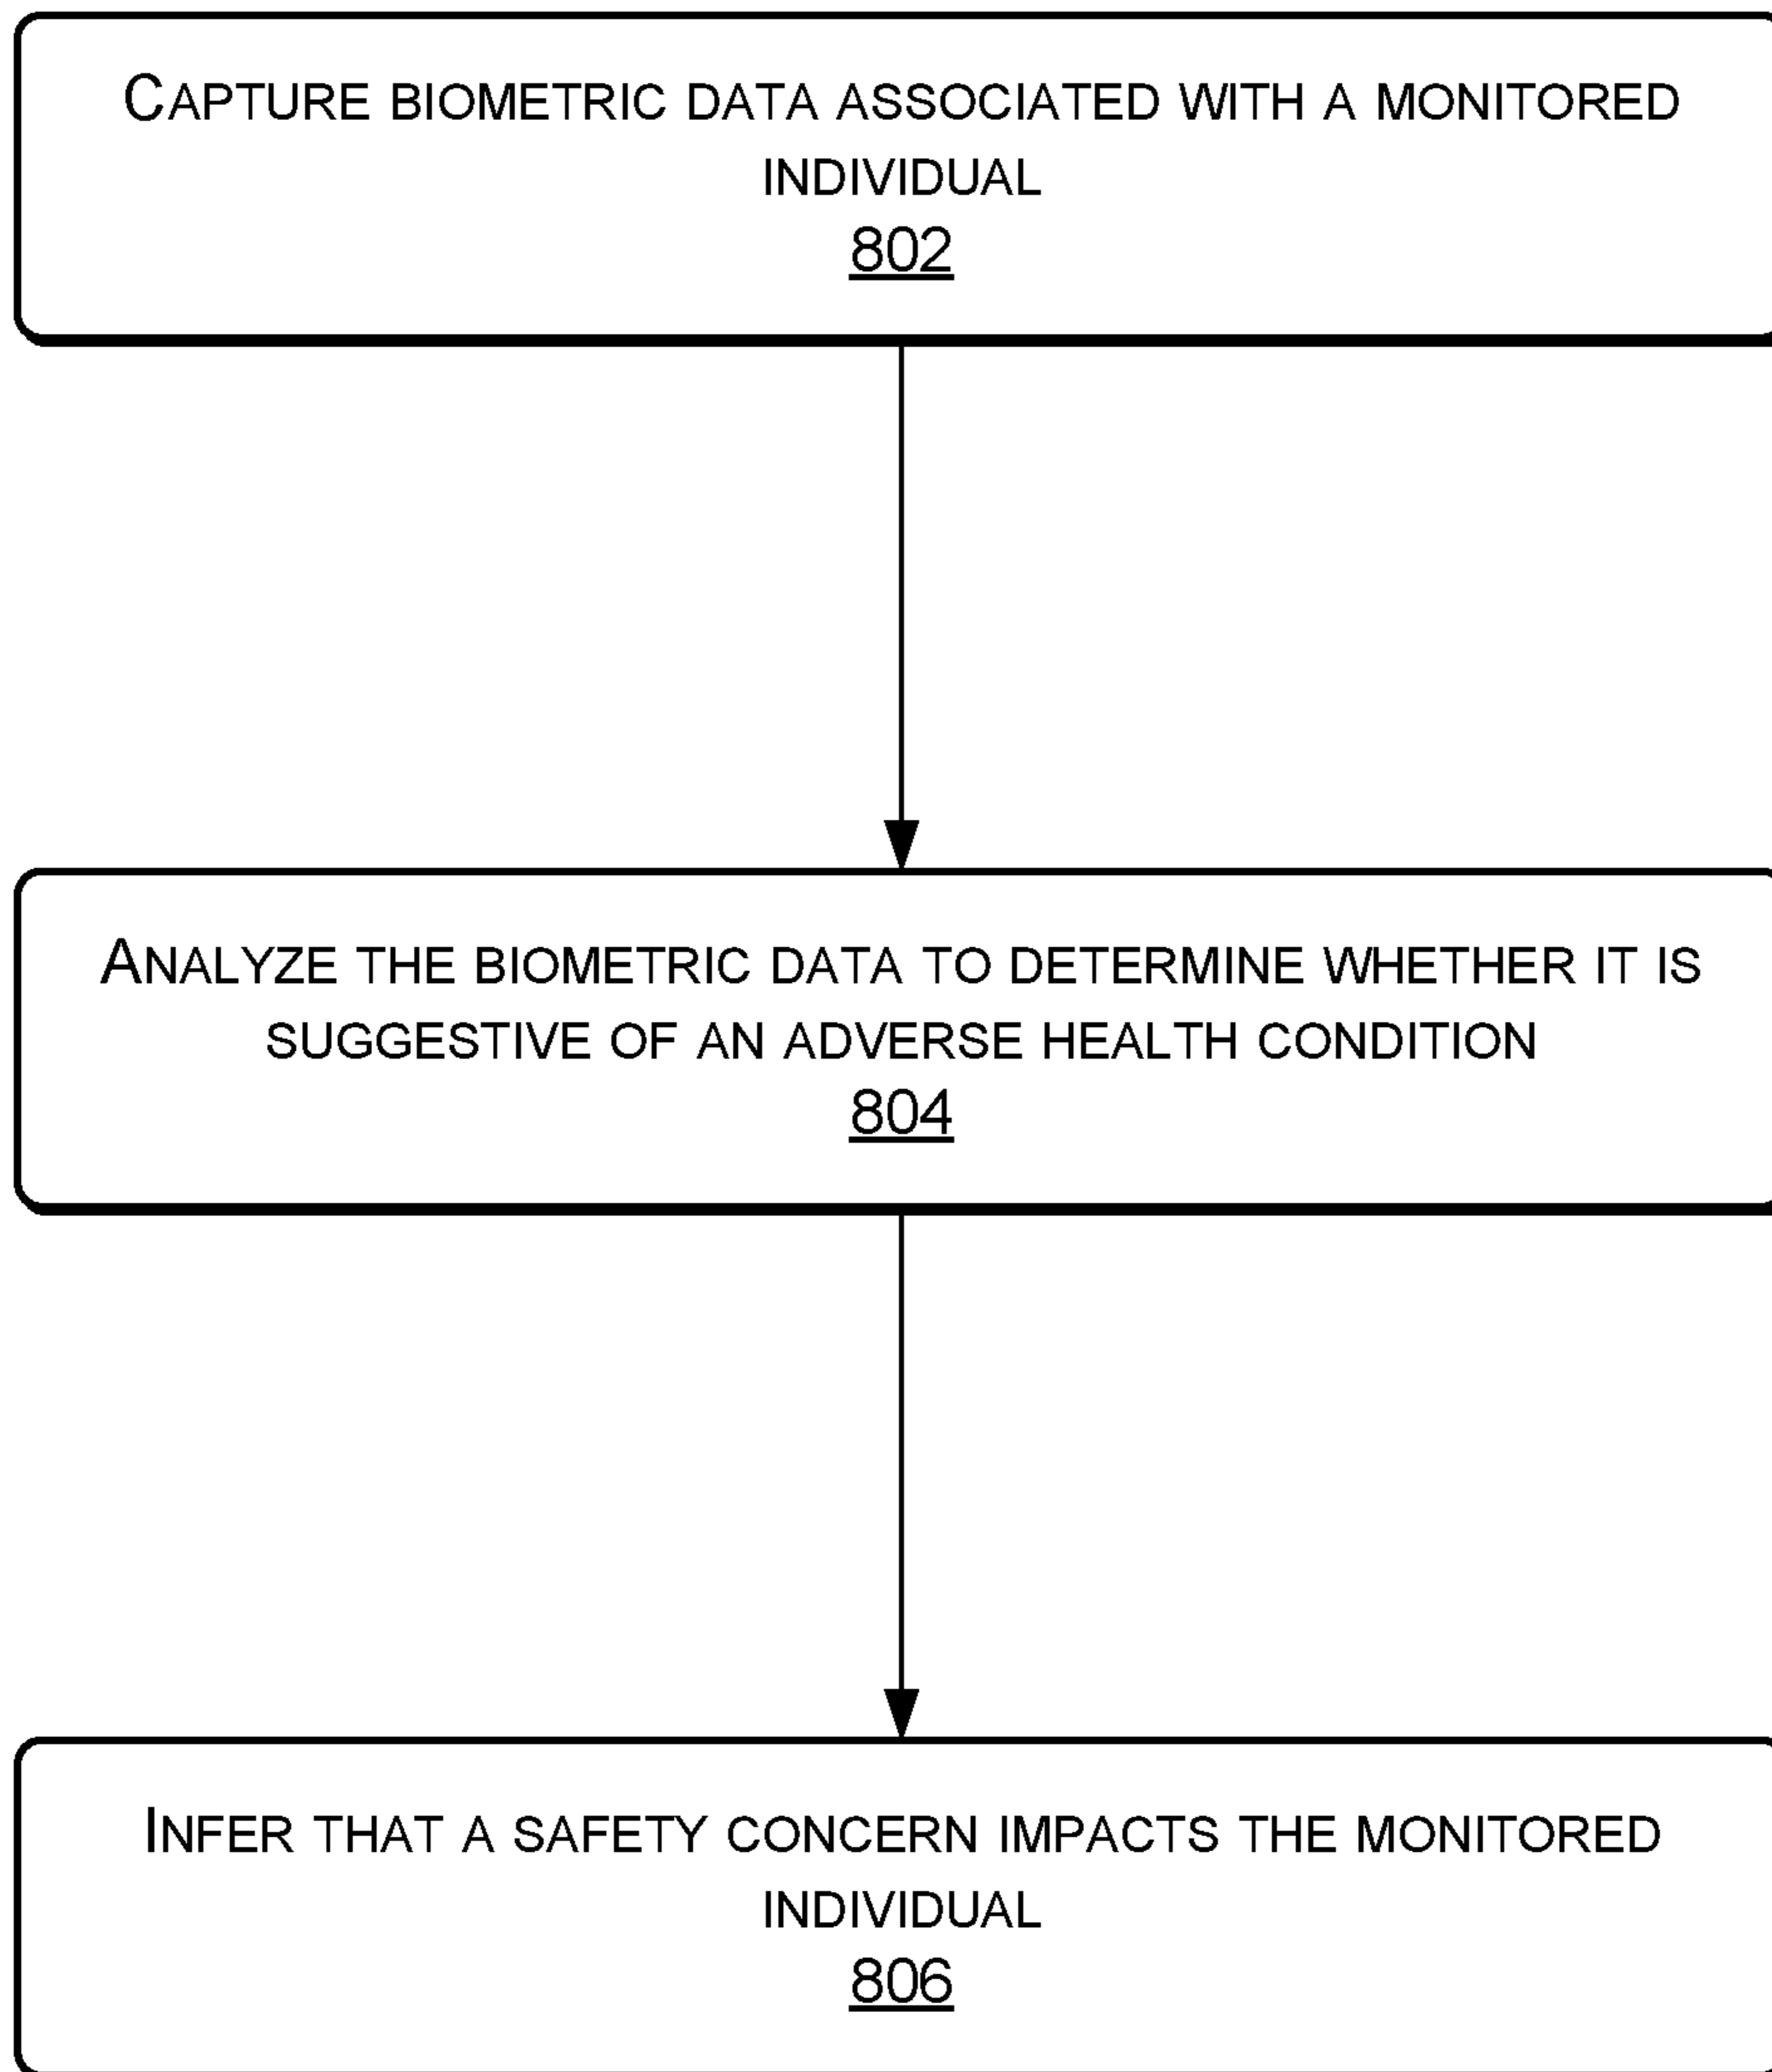 CAPTURE BIOMETRIC DATA ASSOCIATED WITH A MONITORED
INDIVIDUAL
802
ANALYZE THE BIOMETRIC DATA TO DETERMINE WHETHER IT IS
SUGGESTIVE OF AN ADVERSE HEALTH CONDITION
804
INFER THAT A SAFETY CONCERN IMPACTS THE MONITORED
INDIVIDUAL
806